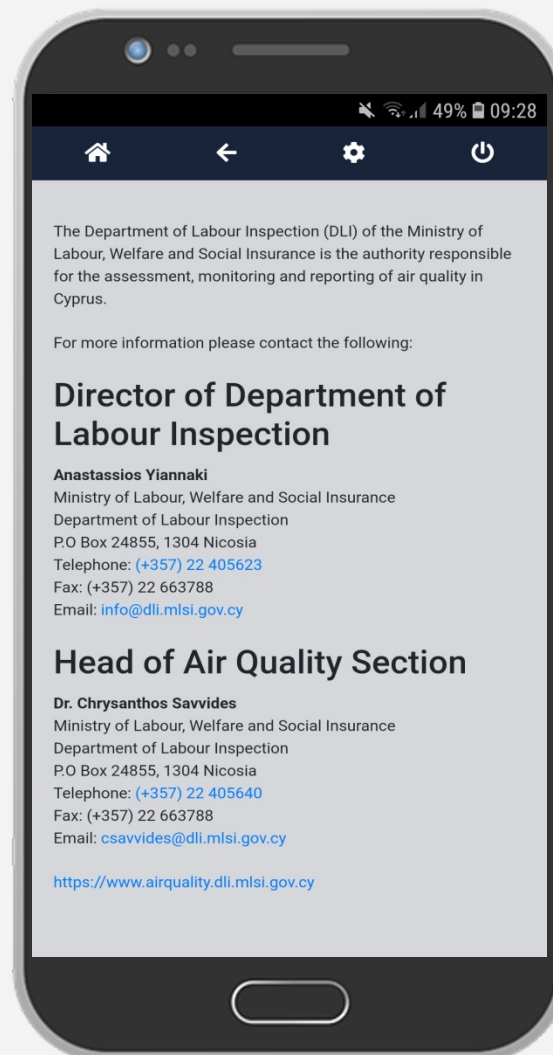 49% 09:28
The Department of Labour Inspection (DLI) of the Ministry of
Labour, Welfare and Social Insurance is the authority responsible
for the assessment, monitoring and reporting of air quality in
Cyprus.
For more information please contact the following:
Director of Department of
Labour Inspection
Anastassios Yiannaki
Ministry of Labour, Welfare and Social Insurance
Department of Labour Inspection
P.O Box 24855, 1304 Nicosia
Telephone: (+357) 22 405623
Fax: (+357) 22 663788
Email: info@dli.mlsi.gov.cy
Head of Air Quality Section
Dr. Chrysanthos Savvides
Ministry of Labour, Welfare and Social Insurance
Department of Labour Inspection
P.O Box 24855, 1304 Nicosia
Telephone: (+357) 22 405640
Fax: (+357) 22 663788
Email: csavvides@dli.mlsi.gov.cy
https://www.airquality.dli.mlsi.gov.cy